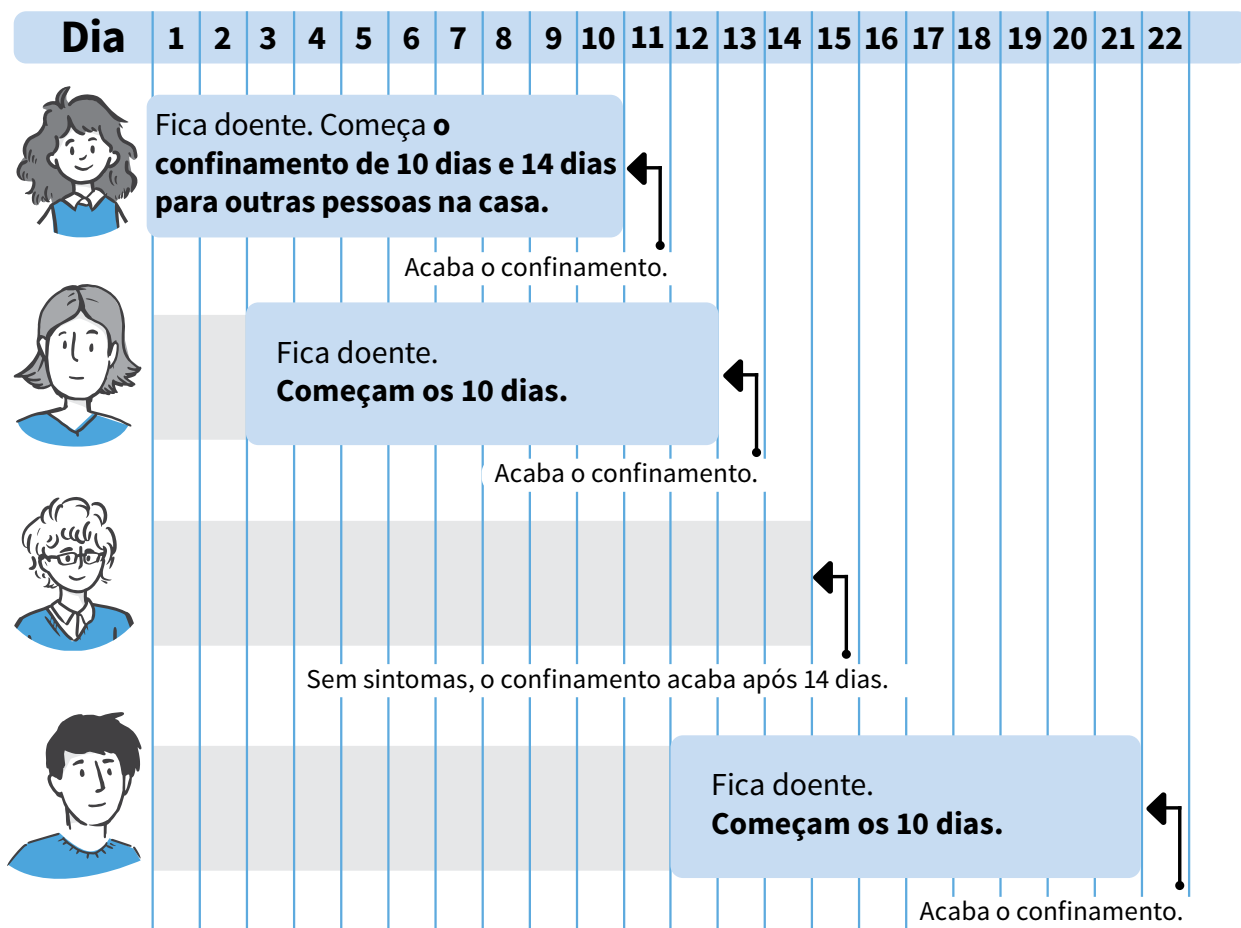 Dia 1 2 3 4 5 6 7 8 9 10 11 12 13 14 15 16 17 18 19 20 21 22
Fica doente. Começa o
confinamento de 10 dias e 14 dias
para outras pessoas na casa.
Acaba o confinamento.
Fica doente.
Começam os 10 dias.
Acaba o confinamento.
Sem sintomas, o confinamento acaba após 14 dias.
Fica doente.
Começam os 10 dias.
Acaba o confinamento.